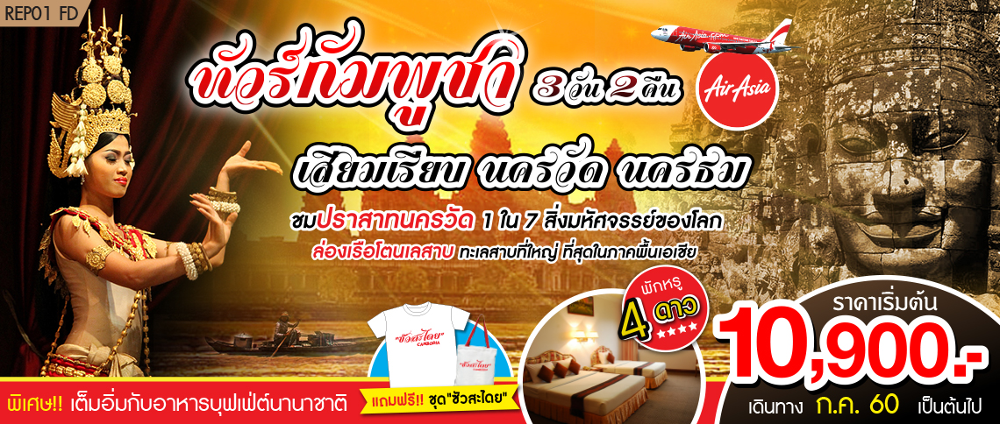 REP01 FD
ทัวร์กัมพูชา 3 วัน 2 คืน
AirAsia.com
AirAsia
เสียมเรียบ นครวัด นครธม
ชมปราสาทนครวัด 1 ใน 7 สิ่งมหัศจรรย์ของโลก
ล่องเรือโตนเลสาบ ทะเลสาบที่ใหญ่ ที่สุดในภาคพื้นเอเชีย
พักหรู
4 ดาว
"ซัวสะไดย"
CAMBODIA
"ซัวสะไดย"
CAMBODIA
ราคาเริ่มต้น
10,900.-
เดินทาง ก.ค. 60 เป็นต้นไป
พิเศษ!! เต็มอิ่มกับอาหารบุฟเฟ่ต์นานาชาติ
แถมฟรี!! ชุด"ซัวสะไดย"